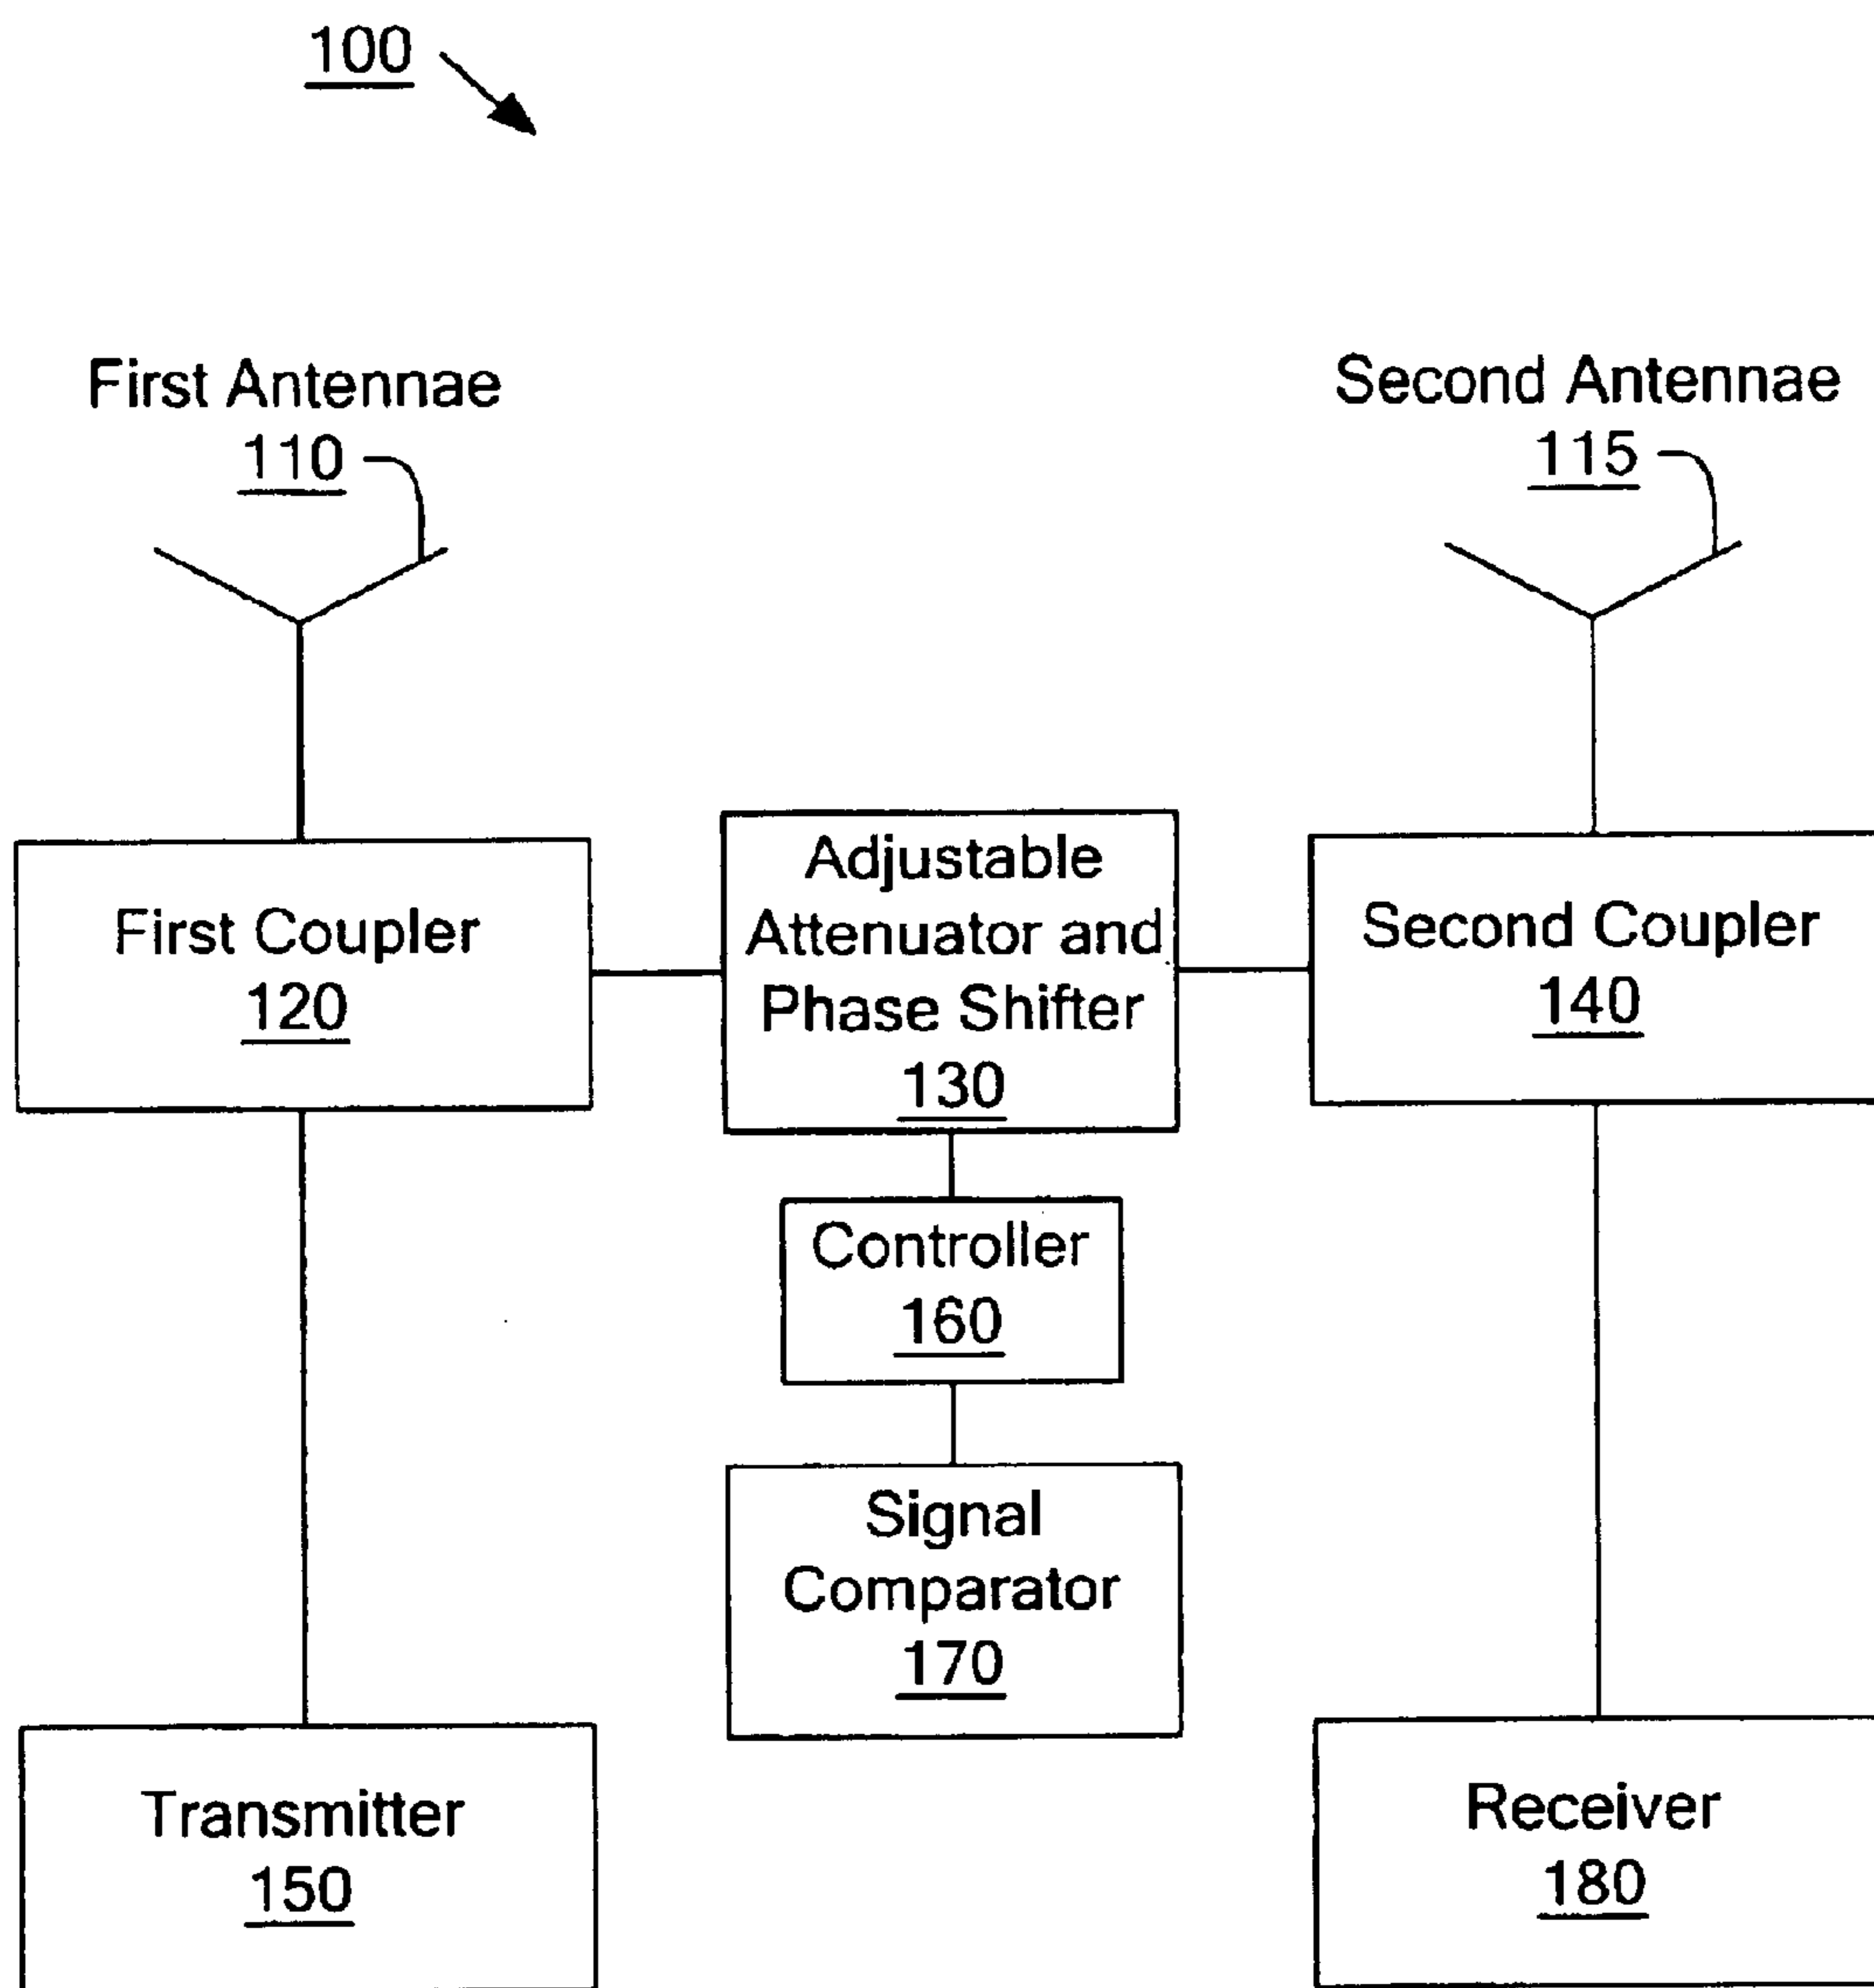 100
First Antennae
110
Second Antennae
115
First Coupler
120
Adjustable
Attenuator and
Phase Shifter
130
Second Coupler
140
Controller
160
Signal
Comparator
170
Transmitter
150
Receiver
180